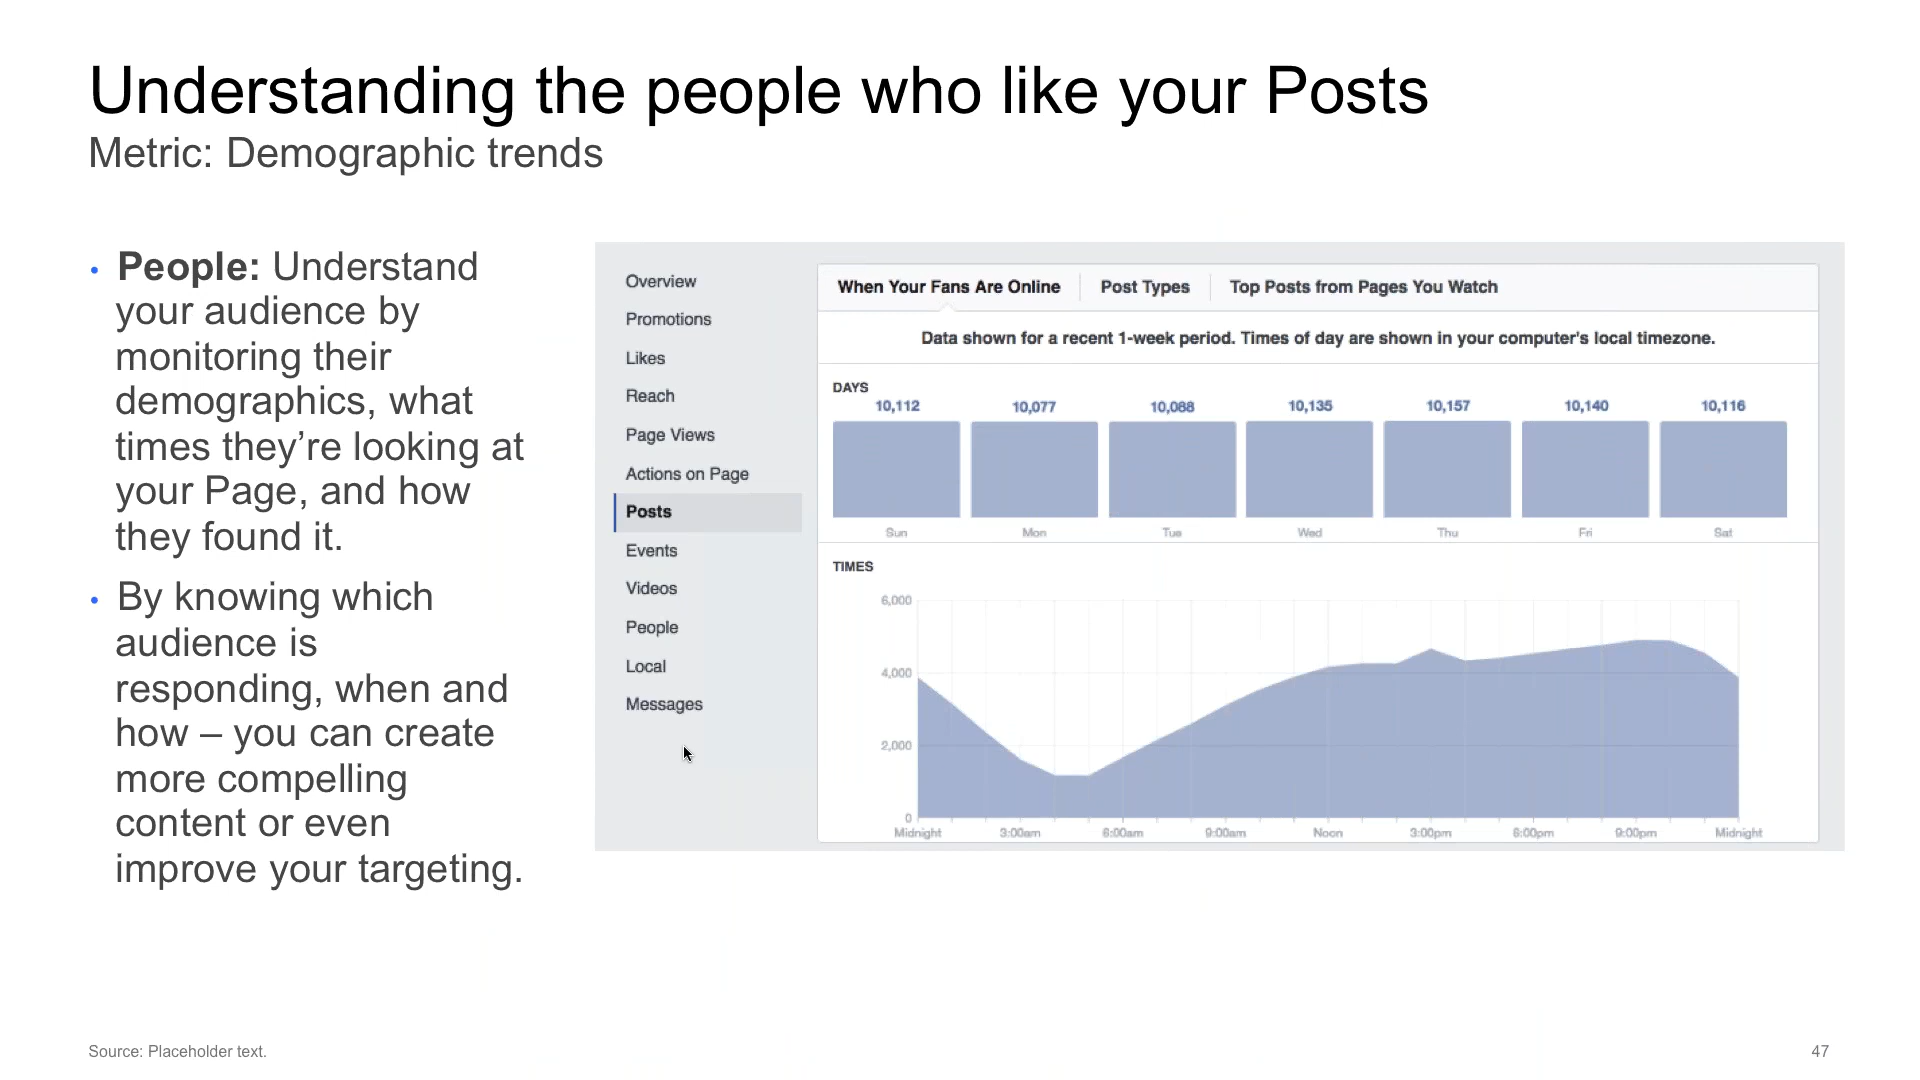 Understanding the people who like your Posts
Metric: Demographic trends
• People: Understand
your audience by
monitoring their
demographics, what
times they’re looking at
your Page, and how
they found it.
• By knowing which
audience is
responding, when and
how – you can create
more compelling
content or even
improve your targeting.
Overview
Promotions
Likes
Reach
Page Views
Actions on Page
Posts
Events
Videos
People
Local
Messages
When Your Fans Are Online
Post Types
Top Posts from Pages You Watch
Data shown for a recent 1-week period. Times of day are shown in your computer's local timezone.
DAYS
10,112 10,077 10,088 10,135 10,157 10,140 10,116
Sun Mon Tue Wed Thu Fri Sat
TIMES
6,000
4,000
2,000
0
Midnight 3:00am 6:00am 9:00am Noon 3:00pm 6:00pm 9:00pm Midnight
Source: Placeholder text.
47